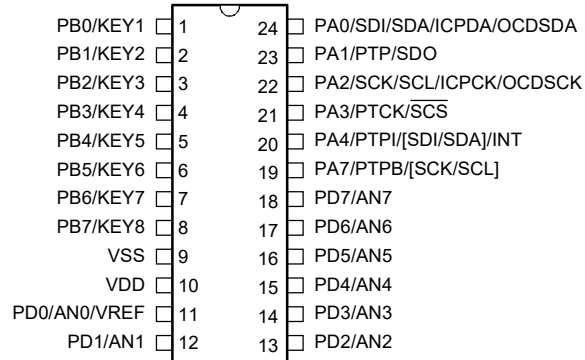 PB0/KEY1 1 24 PA0/SDI/SDA/ICPDA/OCDSDA
PB1/KEY2 2 23 PA1/PTP/SDO
PB2/KEY3 3 22 PA2/SCK/SCL/ICPCK/OCDSCK
PB3/KEY4 4 21 PA3/PTCK/S̅C̅S̅
PB4/KEY5 5 20 PA4/PTPI/[SDI/SDA]/INT
PB5/KEY6 6 19 PA7/PTPB/[SCK/SCL]
PB6/KEY7 7 18 PD7/AN7
PB7/KEY8 8 17 PD6/AN6
VSS 9 16 PD5/AN5
VDD 10 15 PD4/AN4
PD0/AN0/VREF 11 14 PD3/AN3
PD1/AN1 12 13 PD2/AN2